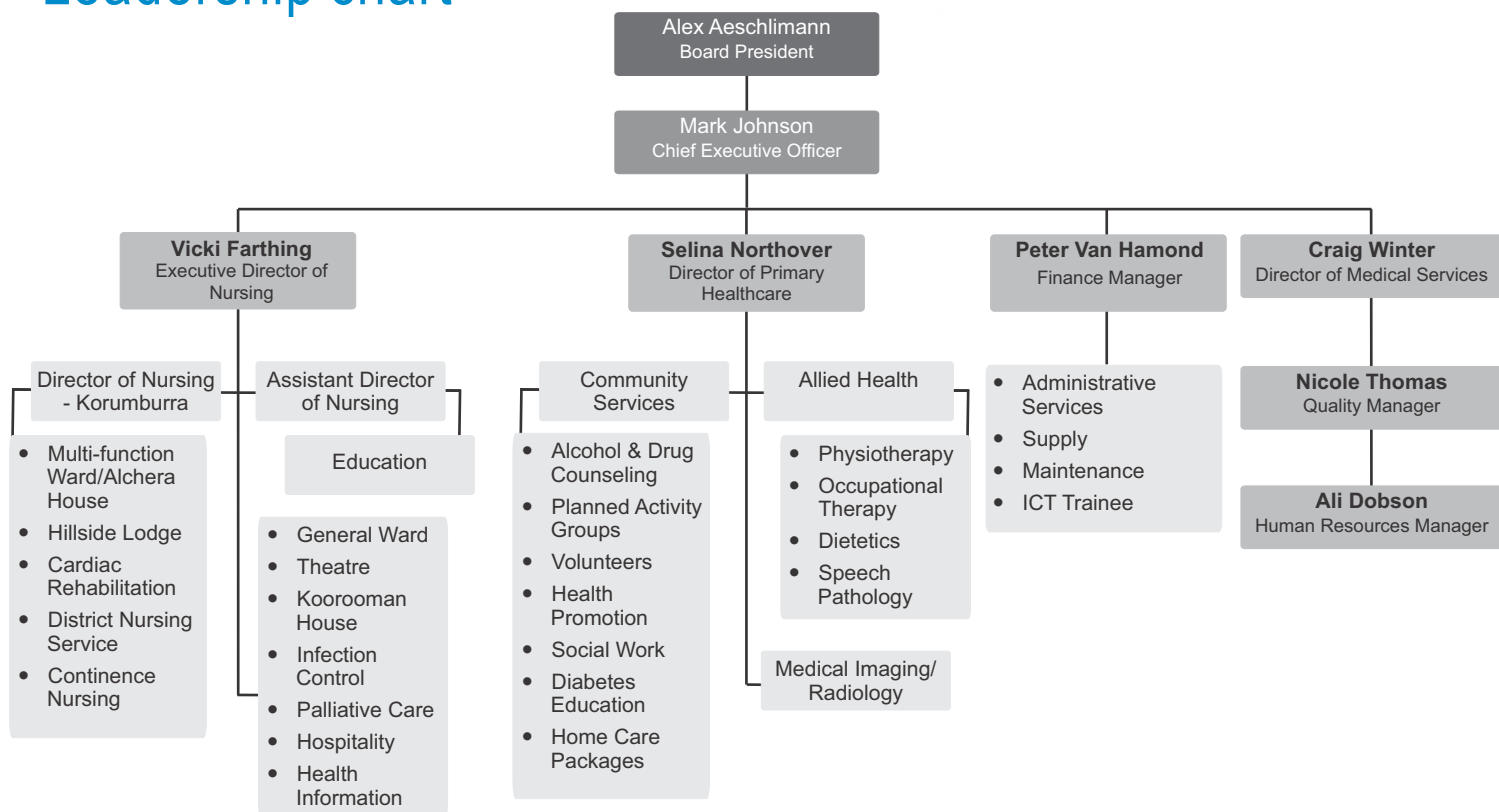 Leadership chart
Alex Aeschlimann
Board President
Mark Johnson
Chief Executive Officer
Vicki Farthing
Executive Director of
Nursing
Selina Northover
Director of Primary
Healthcare
Peter Van Hamond
Finance Manager
Craig Winter
Director of Medical Services
Director of Nursing
- Korumburra
• Multi-function
Ward/Alchera
House
• Hillside Lodge
• Cardiac
Rehabilitation
• District Nursing
Service
• Continence
Nursing
Assistant Director
of Nursing
Education
• General Ward
• Theatre
• Koorooman
House
• Infection
Control
• Palliative Care
• Hospitality
• Health
Information
Community
Services
• Alcohol & Drug
Counseling
• Planned Activity
Groups
• Volunteers
• Health
Promotion
• Social Work
• Diabetes
Education
• Home Care
Packages
Allied Health
• Physiotherapy
• Occupational
Therapy
• Dietetics
• Speech
Pathology
Medical Imaging/
Radiology
• Administrative
Services
• Supply
• Maintenance
• ICT Trainee
Nicole Thomas
Quality Manager
Ali Dobson
Human Resources Manager